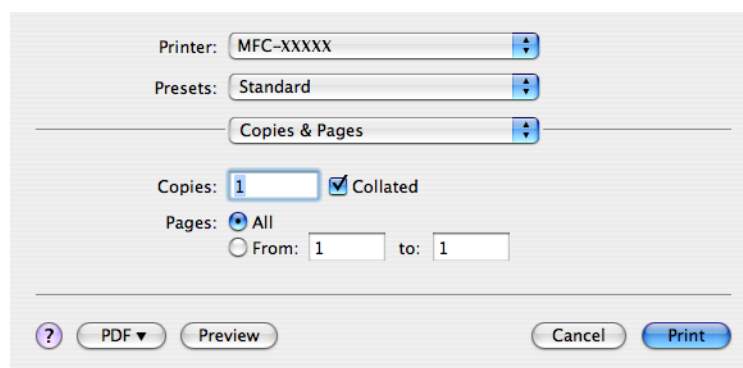 Printer: MFC-XXXXX
Presets: Standard
Copies & Pages
Copies: 1 Collated
Pages: All
From: 1 to: 1
? PDF ▼ Preview Cancel Print